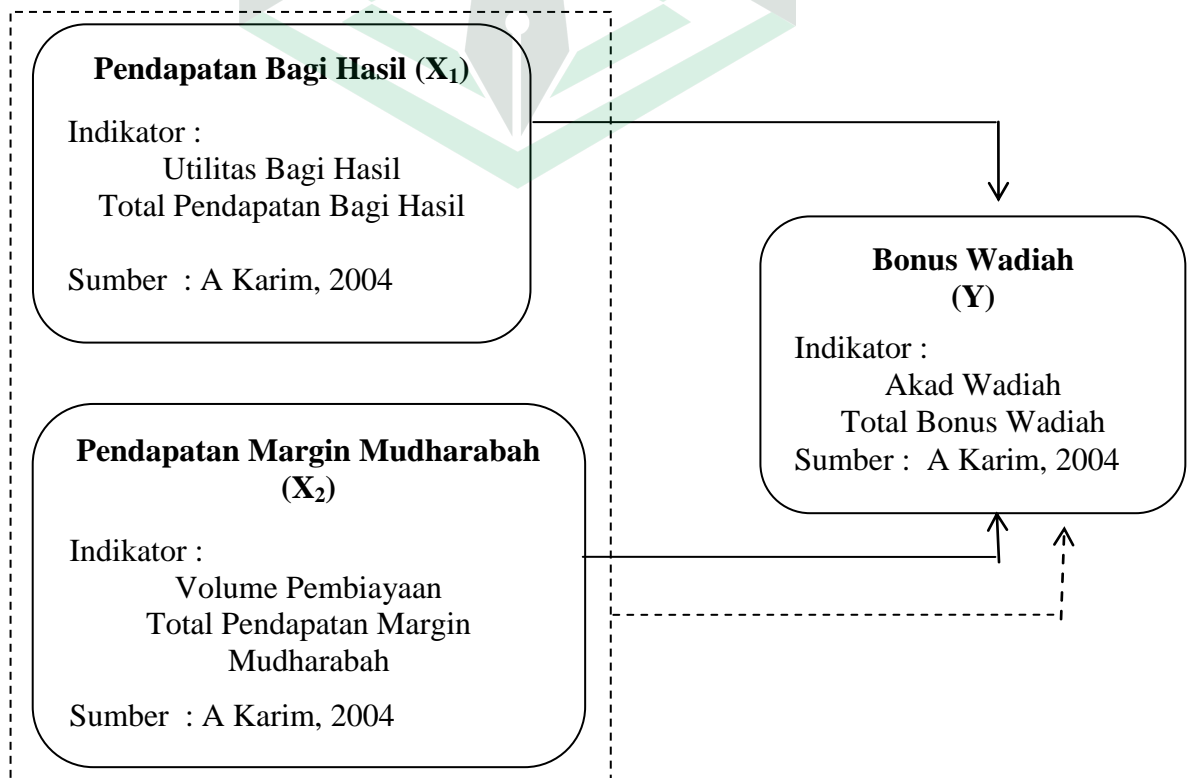 Pendapatan Bagi Hasil (X₁)
Indikator :
Utilitas Bagi Hasil
Total Pendapatan Bagi Hasil
Sumber : A Karim, 2004
Pendapatan Margin Mudharabah
(X₂)
Indikator :
Volume Pembiayaan
Total Pendapatan Margin
Mudharabah
Sumber : A Karim, 2004
Bonus Wadiah
(Y)
Indikator :
Akad Wadiah
Total Bonus Wadiah
Sumber : A Karim, 2004